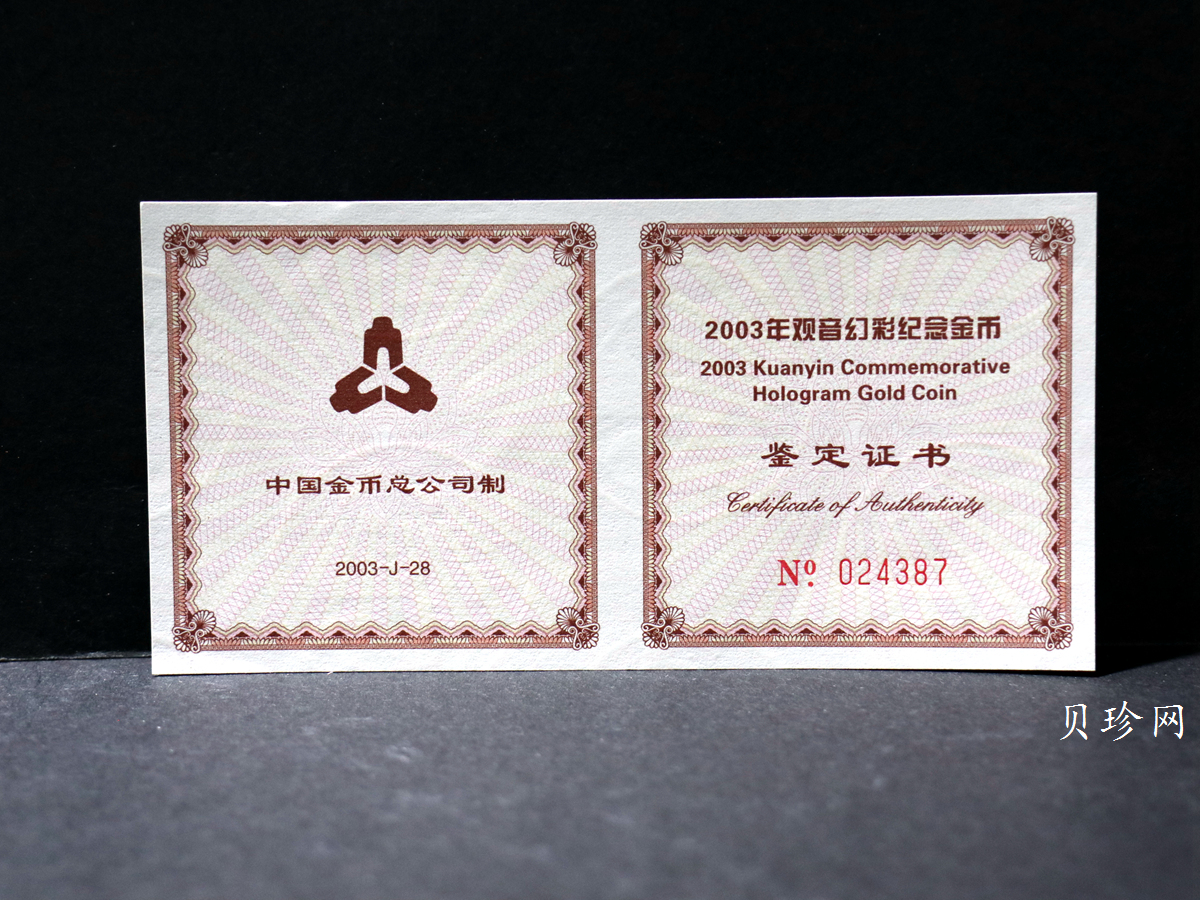 中国金币总公司制
2003-J-28
2003年观音幻彩纪念金币
2003 Kuanyin Commemorative
Hologram Gold Coin
鉴定证书
Certificate of Authenticity
Nº 024387
贝珍网